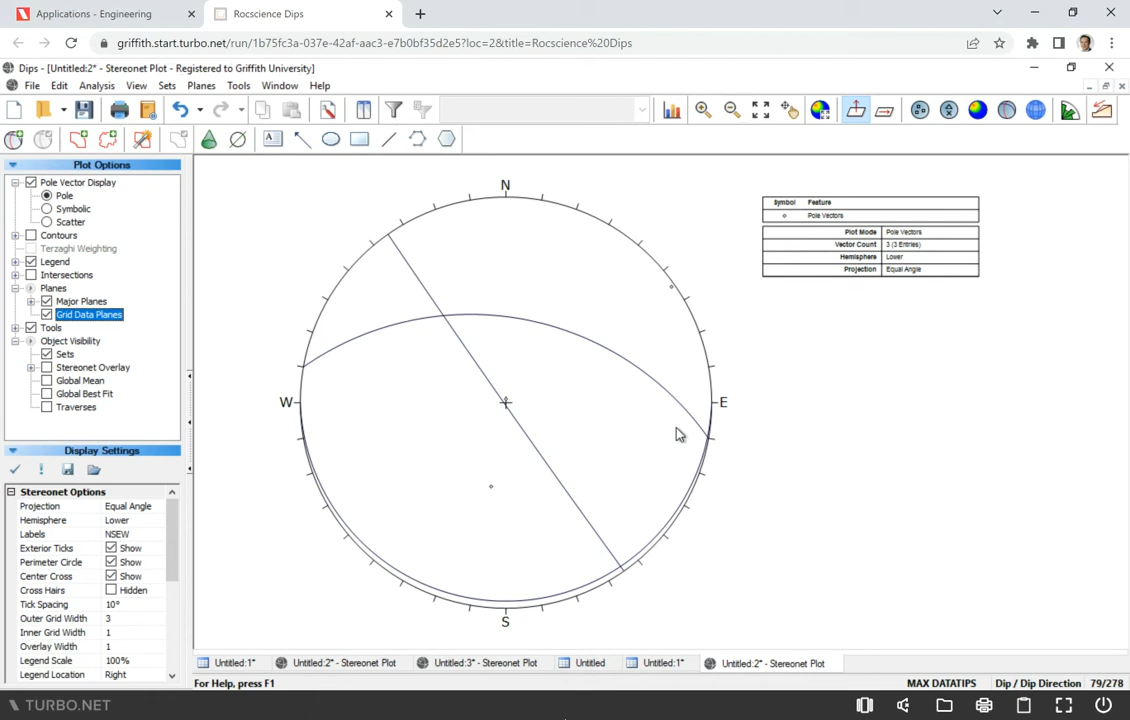 Applications - Engineering
Rocscience Dips
griffith.start.turbo.net/run/1b75fc3a-037e-42af-aac3-e7b0bf35d2e5?loc=2&title=Rocscience%20Dips
Dips - [Untitled:2* - Stereonet Plot - Registered to Griffith University]
File Edit Analysis View Sets Planes Tools Window Help
Plot Options
Pole Vector Display
Pole
Symbolic
Scatter
Contours
Terzaghi Weighting
Legend
Intersections
Planes
Major Planes
Grid Data Planes
Tools
Object Visibility
Sets
Stereonet Overlay
Global Mean
Global Best Fit
Traverses
Display Settings
Stereonet Options
Projection Equal Angle
Hemisphere Lower
Labels NSEW
Exterior Ticks Show
Perimeter Circle Show
Center Cross Show
Cross Hairs Hidden
Tick Spacing 10°
Outer Grid Width 3
Inner Grid Width 1
Overlay Width 1
Legend Scale 100%
Legend Location Right
N
W
E
S
Symbol Feature
Pole Vectors
Plot Mode Pole Vectors
Vector Count 3 (3 Entries)
Hemisphere Lower
Projection Equal Angle
Untitled:1* Untitled:2* - Stereonet Plot Untitled:3* - Stereonet Plot Untitled Untitled:1* Untitled:2* - Stereonet Plot
For Help, press F1 MAX DATATIPS Dip / Dip Direction 79/278
TURBO.NET